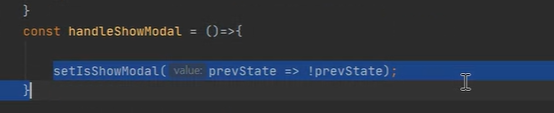 }
const handleShowModal = ()=>{
setIsShowModal( value: prevState => !prevState);
}